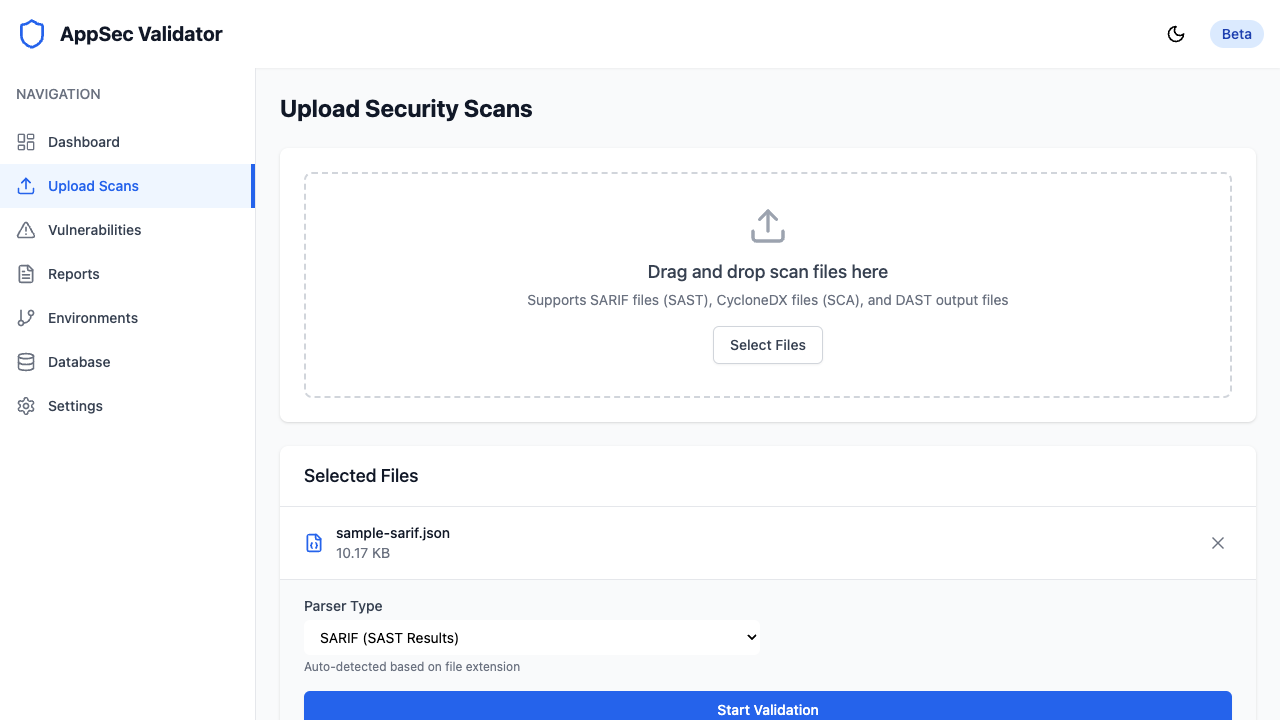 AppSec Validator
Beta
NAVIGATION
Dashboard
Upload Scans
Vulnerabilities
Reports
Environments
Database
Settings
Upload Security Scans
Drag and drop scan files here
Supports SARIF files (SAST), CycloneDX files (SCA), and DAST output files
Select Files
Selected Files
sample-sarif.json
10.17 KB
Parser Type
SARIF (SAST Results)
Auto-detected based on file extension
Start Validation